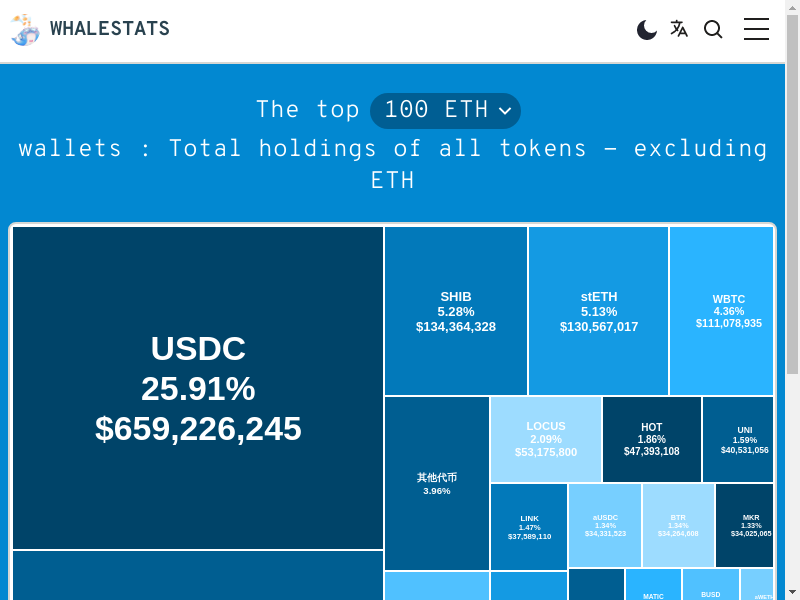 WHALESTATS
The top 100 ETH
wallets : Total holdings of all tokens – excluding
ETH
USDC
25.91%
$659,226,245
SHIB
5.28%
$134,364,328
stETH
5.13%
$130,567,017
WBTC
4.36%
$111,078,935
其他代币
3.96%
LOCUS
2.09%
$53,175,800
HOT
1.86%
$47,393,108
UNI
1.59%
$40,531,056
LINK
1.47%
$37,589,110
aUSDC
1.34%
$34,331,523
BTR
1.34%
$34,264,608
MKR
1.33%
$34,025,065
MATIC
BUSD
aWETH